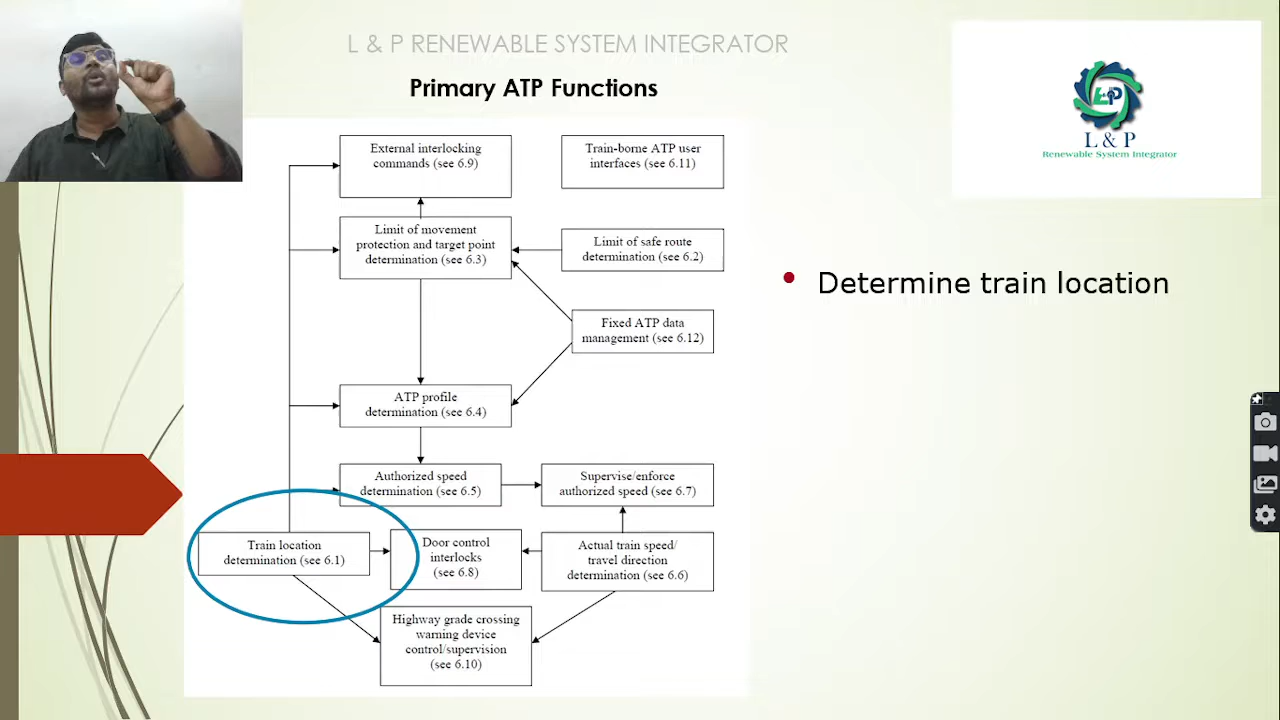 L & P RENEWABLE SYSTEM INTEGRATOR
Primary ATP Functions
L&P
L & P
Renewable System Integrator
External interlocking
commands (see 6.9)
Train-borne ATP user
interfaces (see 6.11)
Limit of movement
protection and target point
determination (see 6.3)
Limit of safe route
determination (see 6.2)
Determine train location
Fixed ATP data
management (see 6.12)
ATP profile
determination (see 6.4)
Authorized speed
determination (see 6.5)
Supervise/enforce
authorized speed (see 6.7)
Train location
determination (see 6.1)
Door control
interlocks
(see 6.8)
Actual train speed/
travel direction
determination (see 6.6)
Highway grade crossing
warning device
control/supervision
(see 6.10)